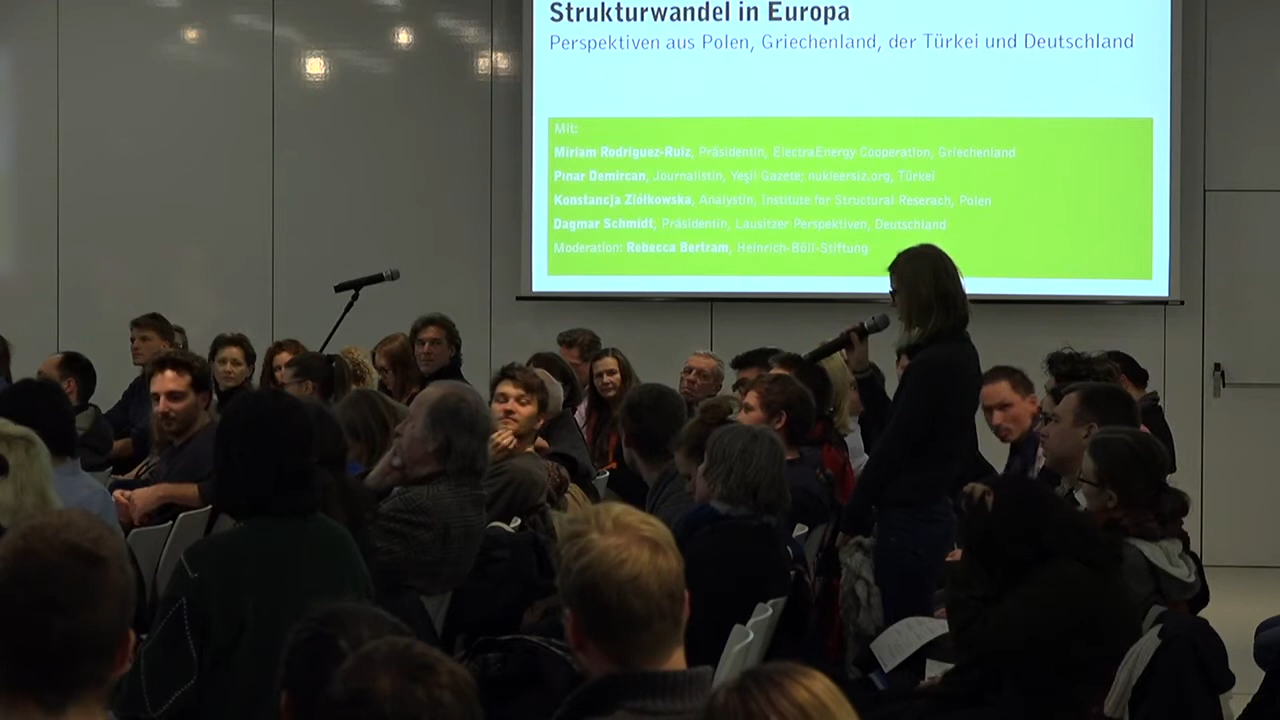 Strukturwandel in Europa
Perspektiven aus Polen, Griechenland, der Türkei und Deutschland
Mit:
Miriam Rodriguez-Ruiz, Präsidentin, ElectraEnergy Cooperation, Griechenland
Pınar Demircan, Journalistin, Yeşil Gazete; nukleersiz.org, Türkei
Konstancja Ziółkowska, Analystin, Institute for Structural Reserach, Polen
Dagmar Schmidt, Präsidentin, Lausitzer Perspektiven, Deutschland
Moderation: Rebecca Bertram, Heinrich-Böll-Stiftung